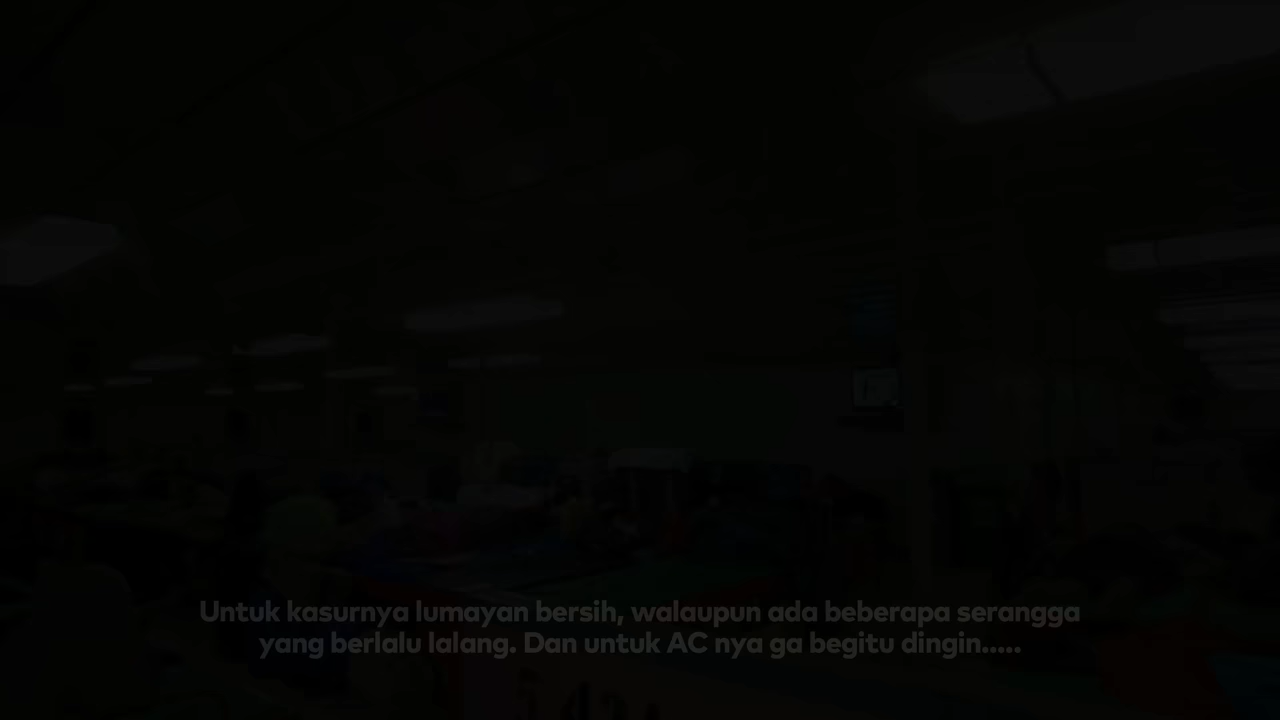 Untuk kasurnya lumayan bersih, walaupun ada beberapa serangga
yang berlalu lalang. Dan untuk AC nya ga begitu dingin.....